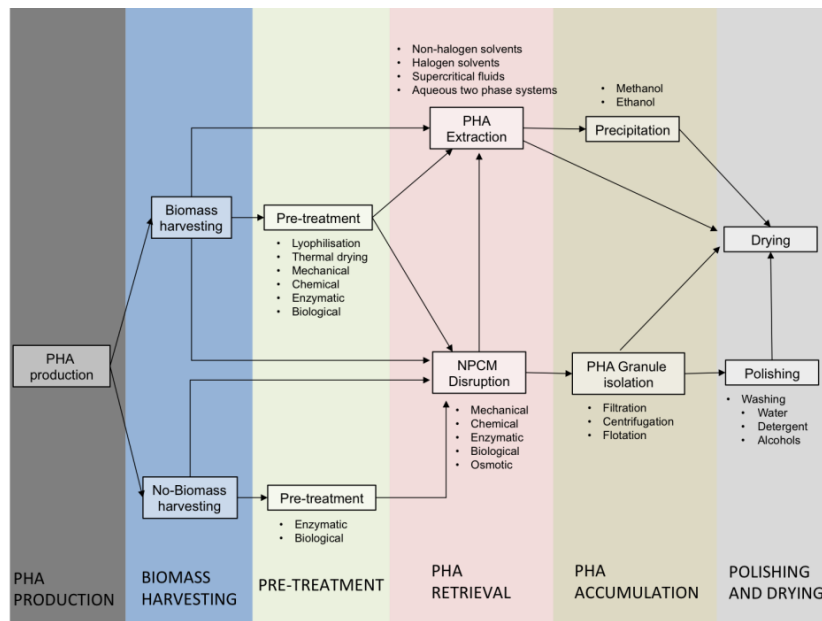 • Non-halogen solvents
• Halogen solvents
• Supercritical fluids
• Aqueous two phase systems
PHA
Extraction
• Methanol
• Ethanol
Precipitation
Biomass
harvesting
Pre-treatment
• Lyophilisation
• Thermal drying
• Mechanical
• Chemical
• Enzymatic
• Biological
Drying
PHA
production
NPCM
Disruption
• Mechanical
• Chemical
• Enzymatic
• Biological
• Osmotic
PHA Granule
isolation
• Filtration
• Centrifugation
• Flotation
Polishing
• Washing
• Water
• Detergent
• Alcohols
No-Biomass
harvesting
Pre-treatment
• Enzymatic
• Biological
PHA
PRODUCTION
BIOMASS
HARVESTING
PRE-TREATMENT
PHA
RETRIEVAL
PHA
ACCUMULATION
POLISHING
AND DRYING